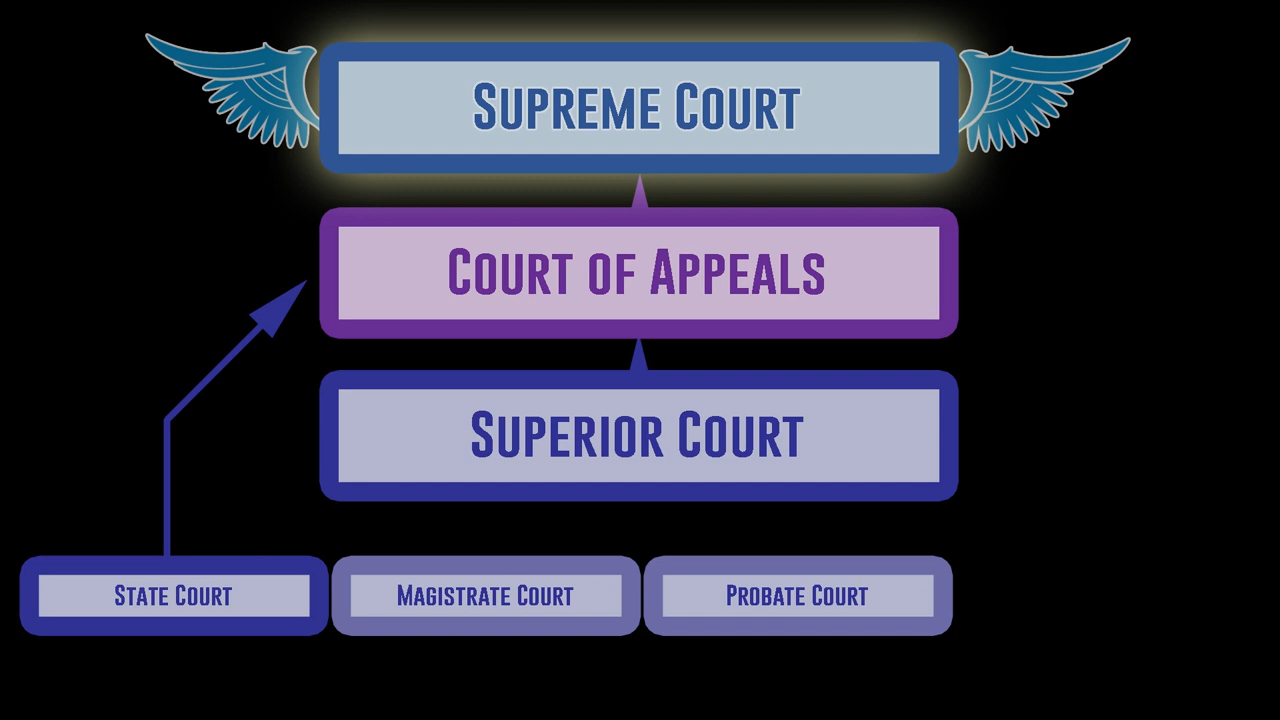 Supreme Court
Court of Appeals
Superior Court
State Court
Magistrate Court
Probate Court